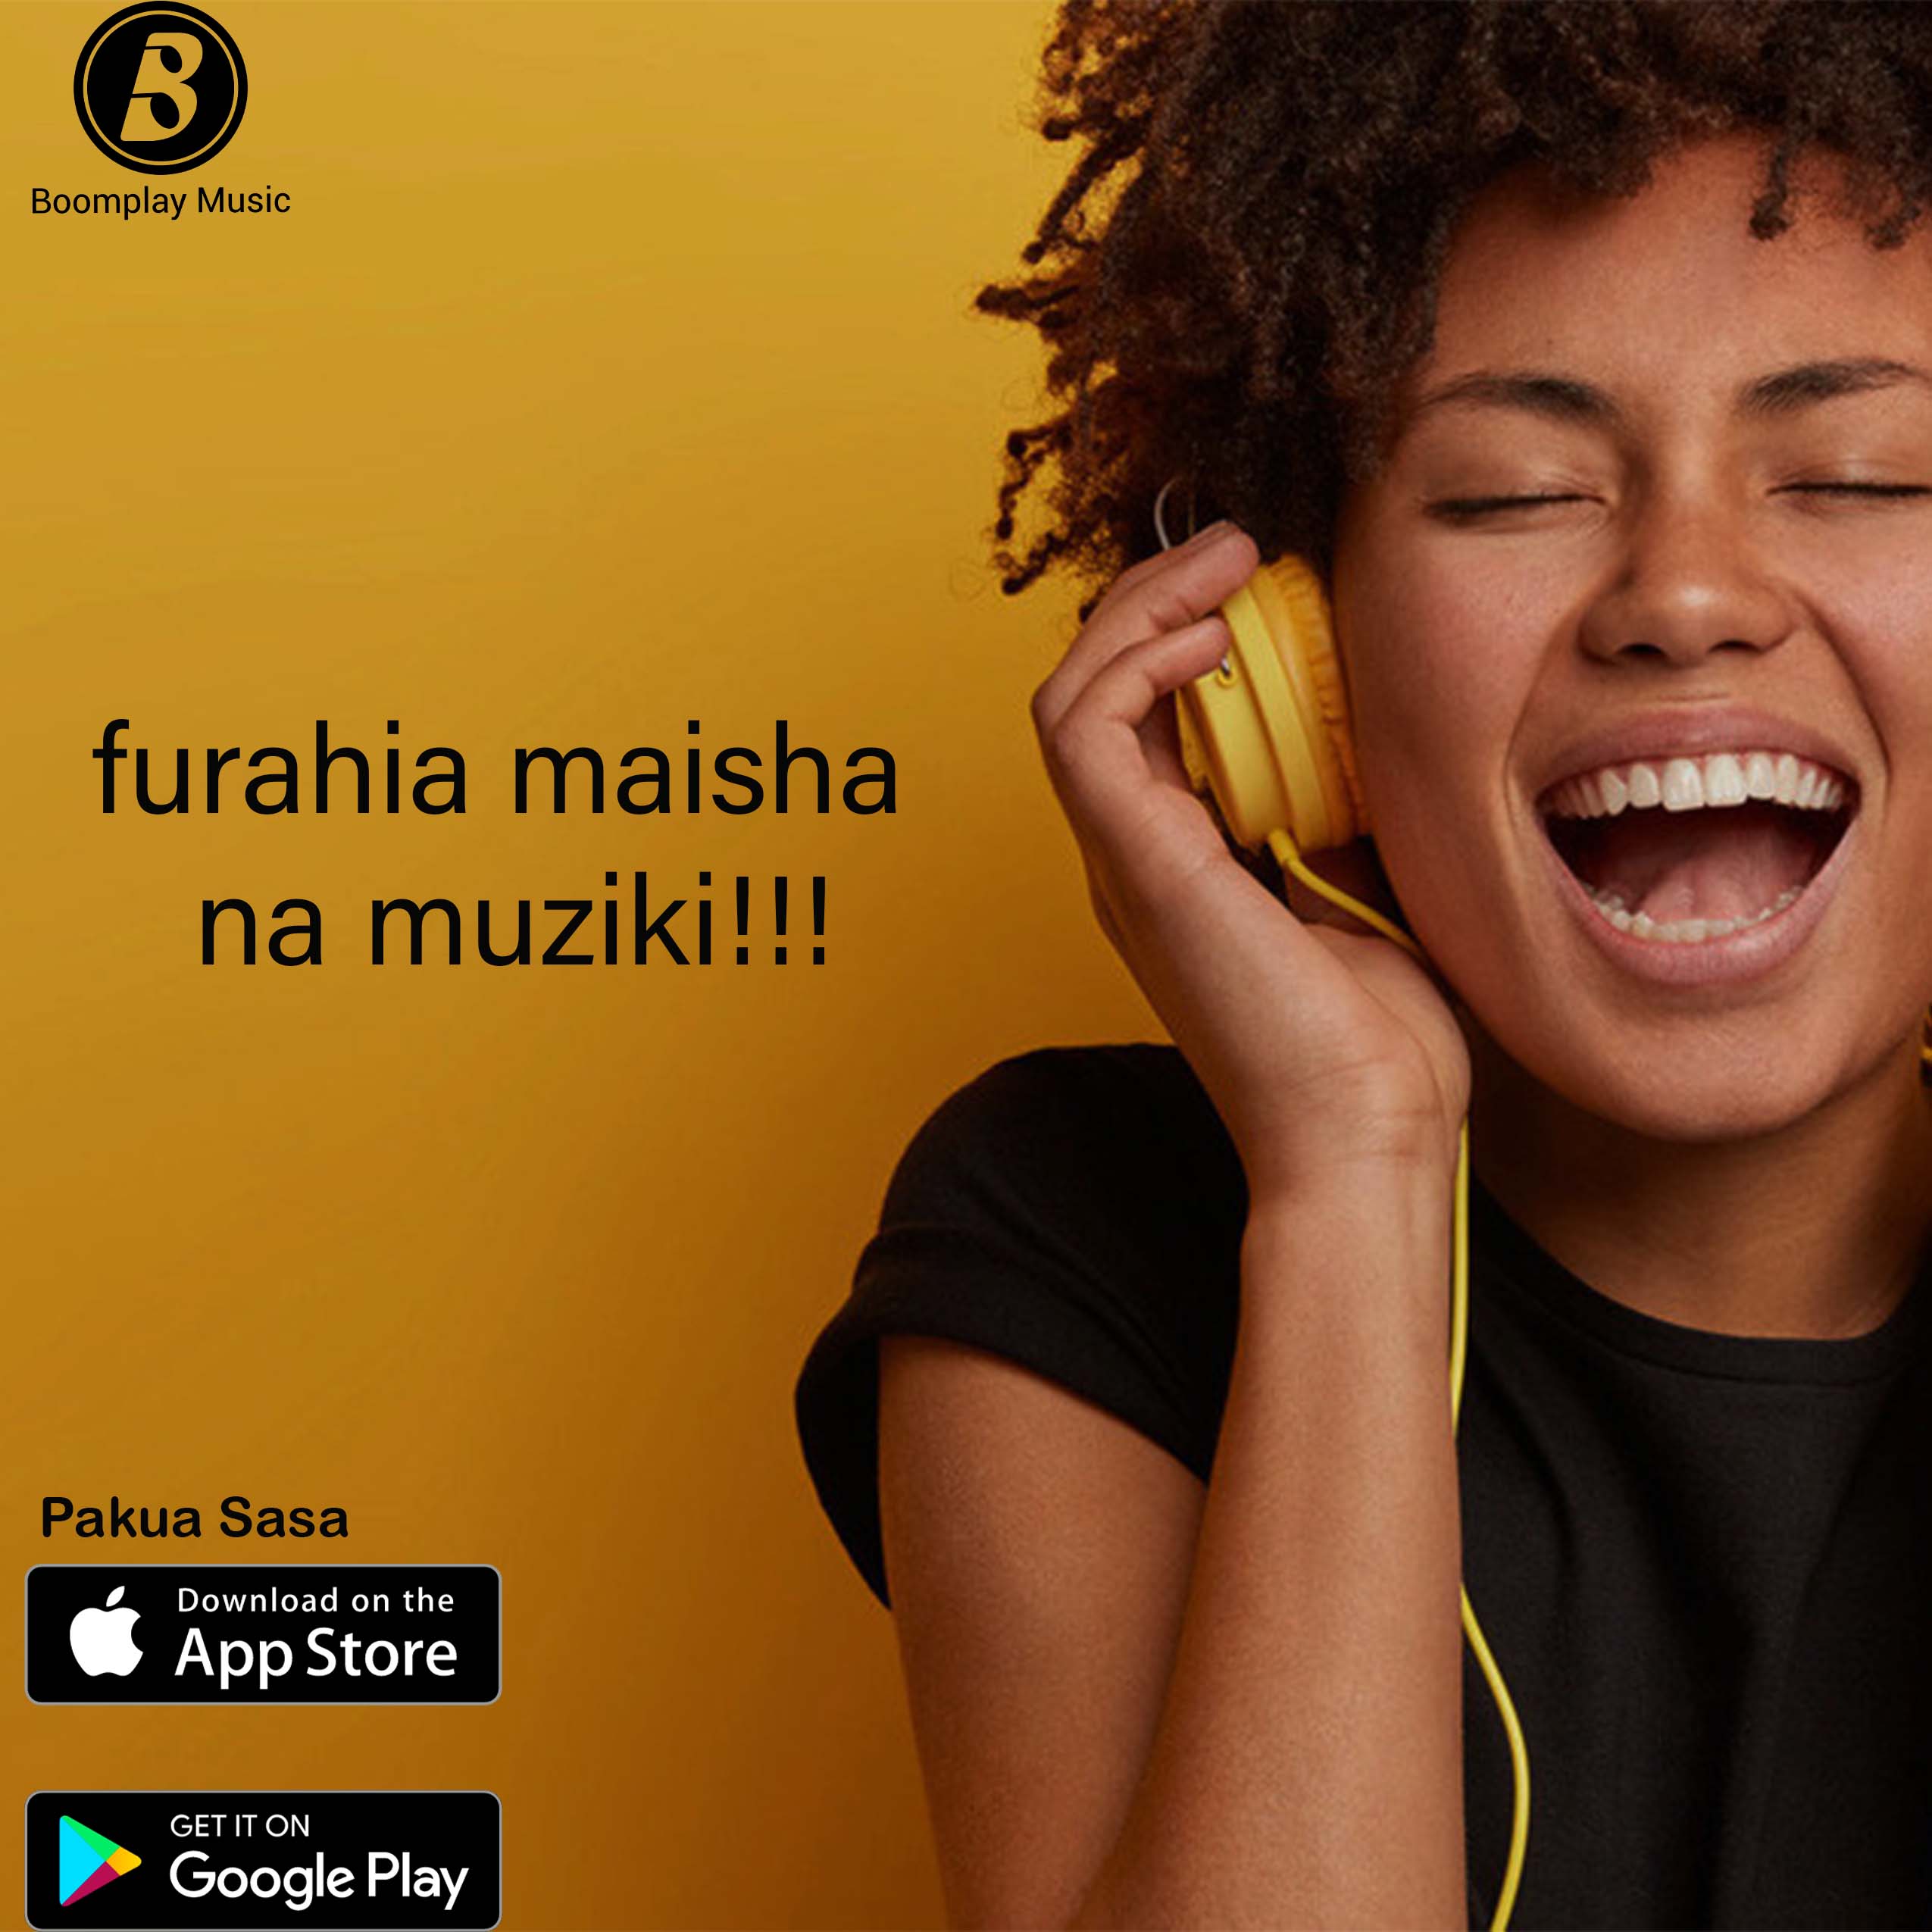 B
Boomplay Music
furahia maisha
na muziki!!!
Pakua Sasa
Download on the
App Store
GET IT ON
Google Play